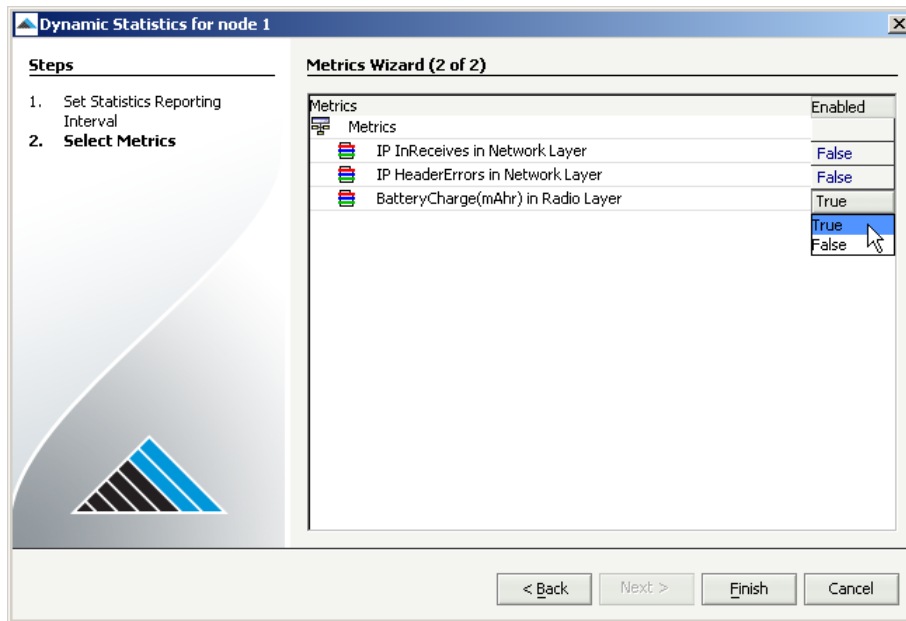 Dynamic Statistics for node 1
Steps
1. Set Statistics Reporting
Interval
2. Select Metrics
Metrics Wizard (2 of 2)
Metrics Enabled
Metrics
IP InReceives in Network Layer False
IP HeaderErrors in Network Layer False
BatteryCharge(mAhr) in Radio Layer True
True
False
< Back Next > Finish Cancel